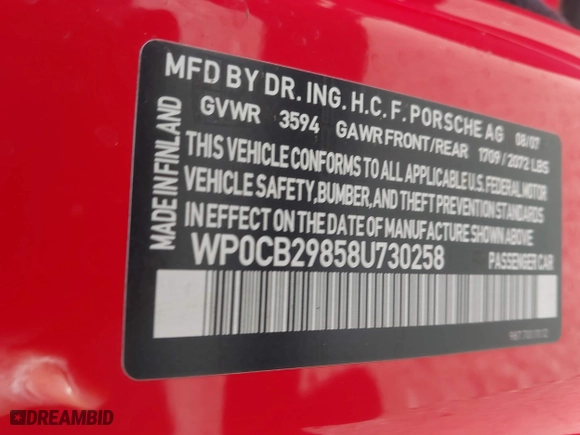 MFD BY DR. ING. H.C. F. PORSCHE AG 08/07
GVWR 3594 GAWR FRONT/REAR 1709/2072 LBS
THIS VEHICLE CONFORMS TO ALL APPLICABLE U.S. FEDERAL MOTOR
VEHICLE SAFETY, BUMPER, AND THEFT PREVENTION STANDARDS
IN EFFECT ON THE DATE OF MANUFACTURE SHOWN ABOVE.
WP0CB29858U730258 PASSENGER CAR
MADE IN FINLAND
DREAMBID